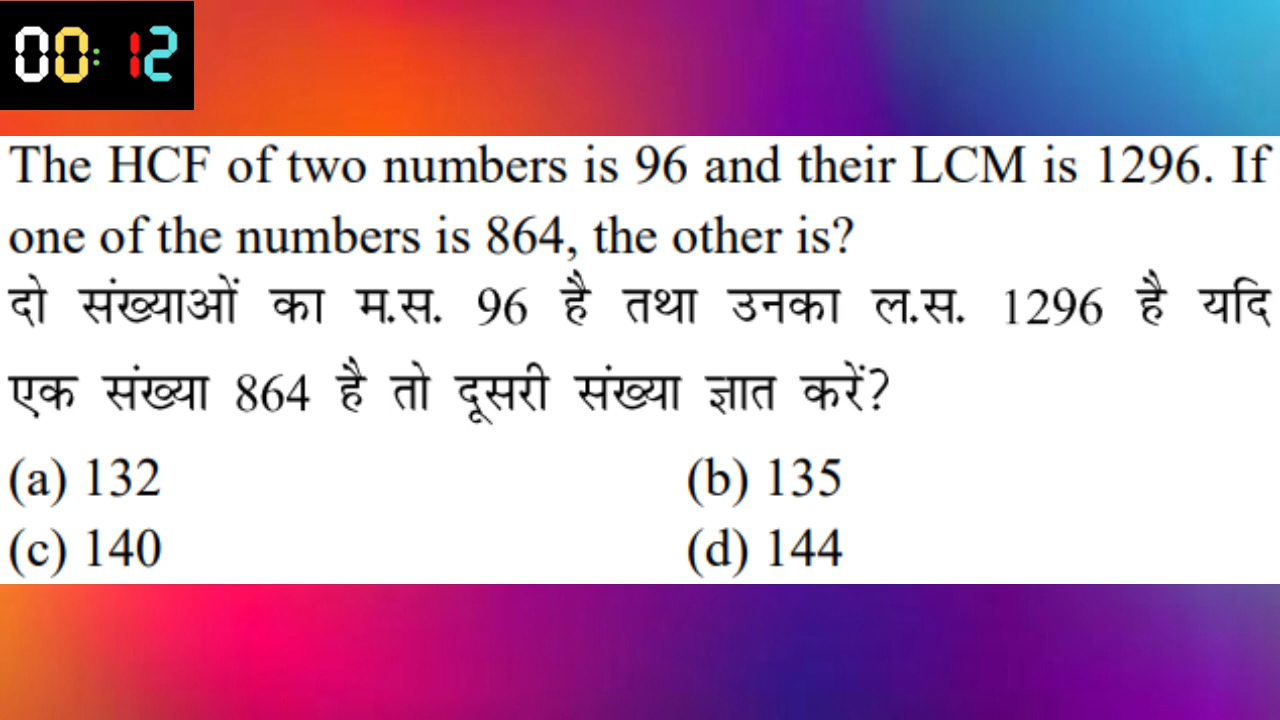 00:12
The HCF of two numbers is 96 and their LCM is 1296. If
one of the numbers is 864, the other is?
दो संख्याओं का म.स. 96 है तथा उनका ल.स. 1296 है यदि
एक संख्या 864 है तो दूसरी संख्या ज्ञात करें?
(a) 132 (b) 135
(c) 140 (d) 144